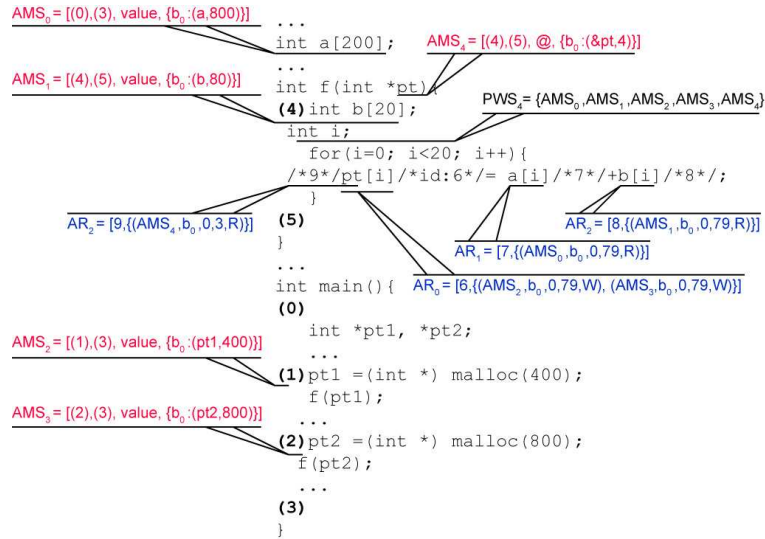 AMS₀ = [(0),(3), value, {b₀:(a,800)}]
...
int a[200];
AMS₄ = [(4),(5), @, {b₀:(&pt,4)}]
...
AMS₁ = [(4),(5), value, {b₀:(b,80)}]
int f(int *pt){
PWS₄ = {AMS₀,AMS₁,AMS₂,AMS₃,AMS₄}
(4) int b[20];
int i;
for(i=0; i<20; i++){
/*9*/pt[i]/*id:6*/= a[i]/*7*/+b[i]/*8*/;
}
AR₂ = [9,{(AMS₄,b₀,0,3,R)}]
(5)
AR₂ = [8,{(AMS₁,b₀,0,79,R)}]
}
AR₁ = [7,{(AMS₀,b₀,0,79,R)}]
...
int main(){
AR₀ = [6,{(AMS₂,b₀,0,79,W), (AMS₃,b₀,0,79,W)}]
(0)
int *pt1, *pt2;
AMS₂ = [(1),(3), value, {b₀:(pt1,400)}]
...
(1) pt1 =(int *) malloc(400);
f(pt1);
AMS₃ = [(2),(3), value, {b₀:(pt2,800)}]
...
(2) pt2 =(int *) malloc(800);
f(pt2);
...
(3)
}